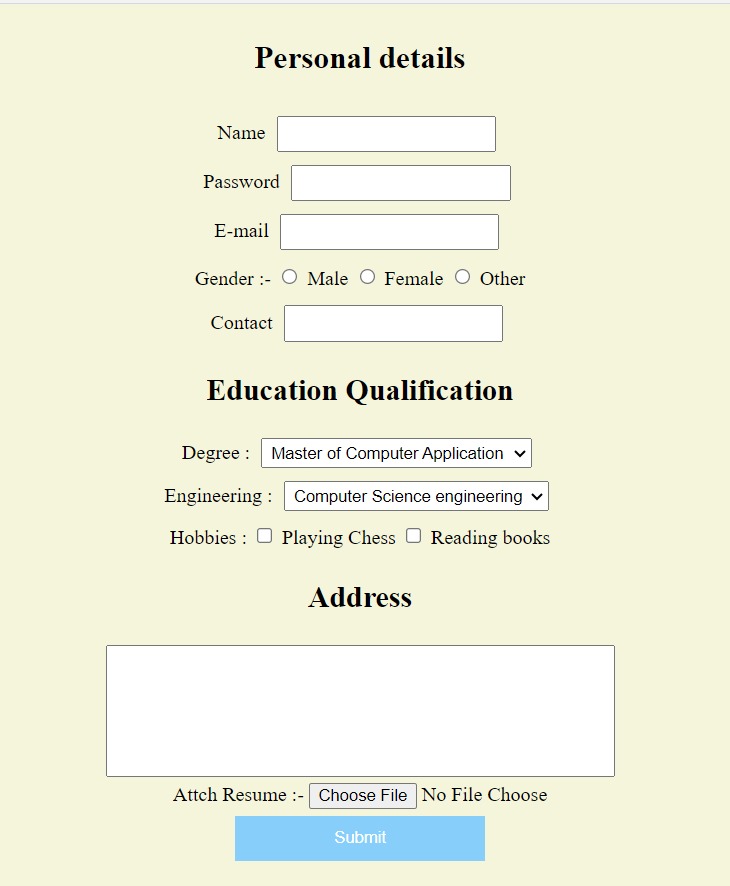 Personal details
Name
Password
E-mail
Gender :- Male Female Other
Contact
Education Qualification
Degree : Master of Computer Application
Engineering : Computer Science engineering
Hobbies : Playing Chess Reading books
Address
Attch Resume :- Choose File No File Choose
Submit